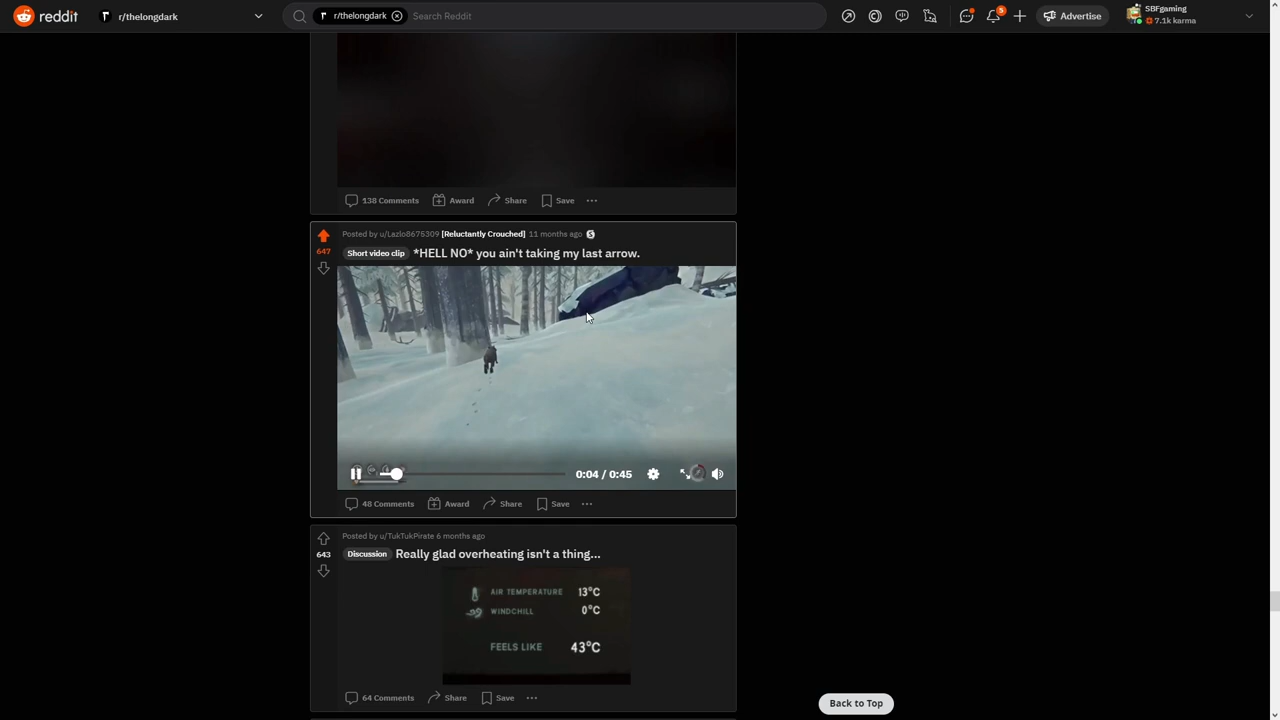 reddit r/thelongdark r/thelongdark Search Reddit 5 Advertise SBFgaming
7.1k karma
138 Comments Award Share Save
Posted by u/Lazlo8675309 [Reluctantly Crouched] 11 months ago
647 Short video clip *HELL NO* you ain't taking my last arrow.
0:04 / 0:45
48 Comments Award Share Save
Posted by u/TukTukPirate 6 months ago
643 Discussion Really glad overheating isn't a thing...
AIR TEMPERATURE 13°C
WINDCHILL 0°C
FEELS LIKE 43°C
64 Comments Share Save
Back to Top